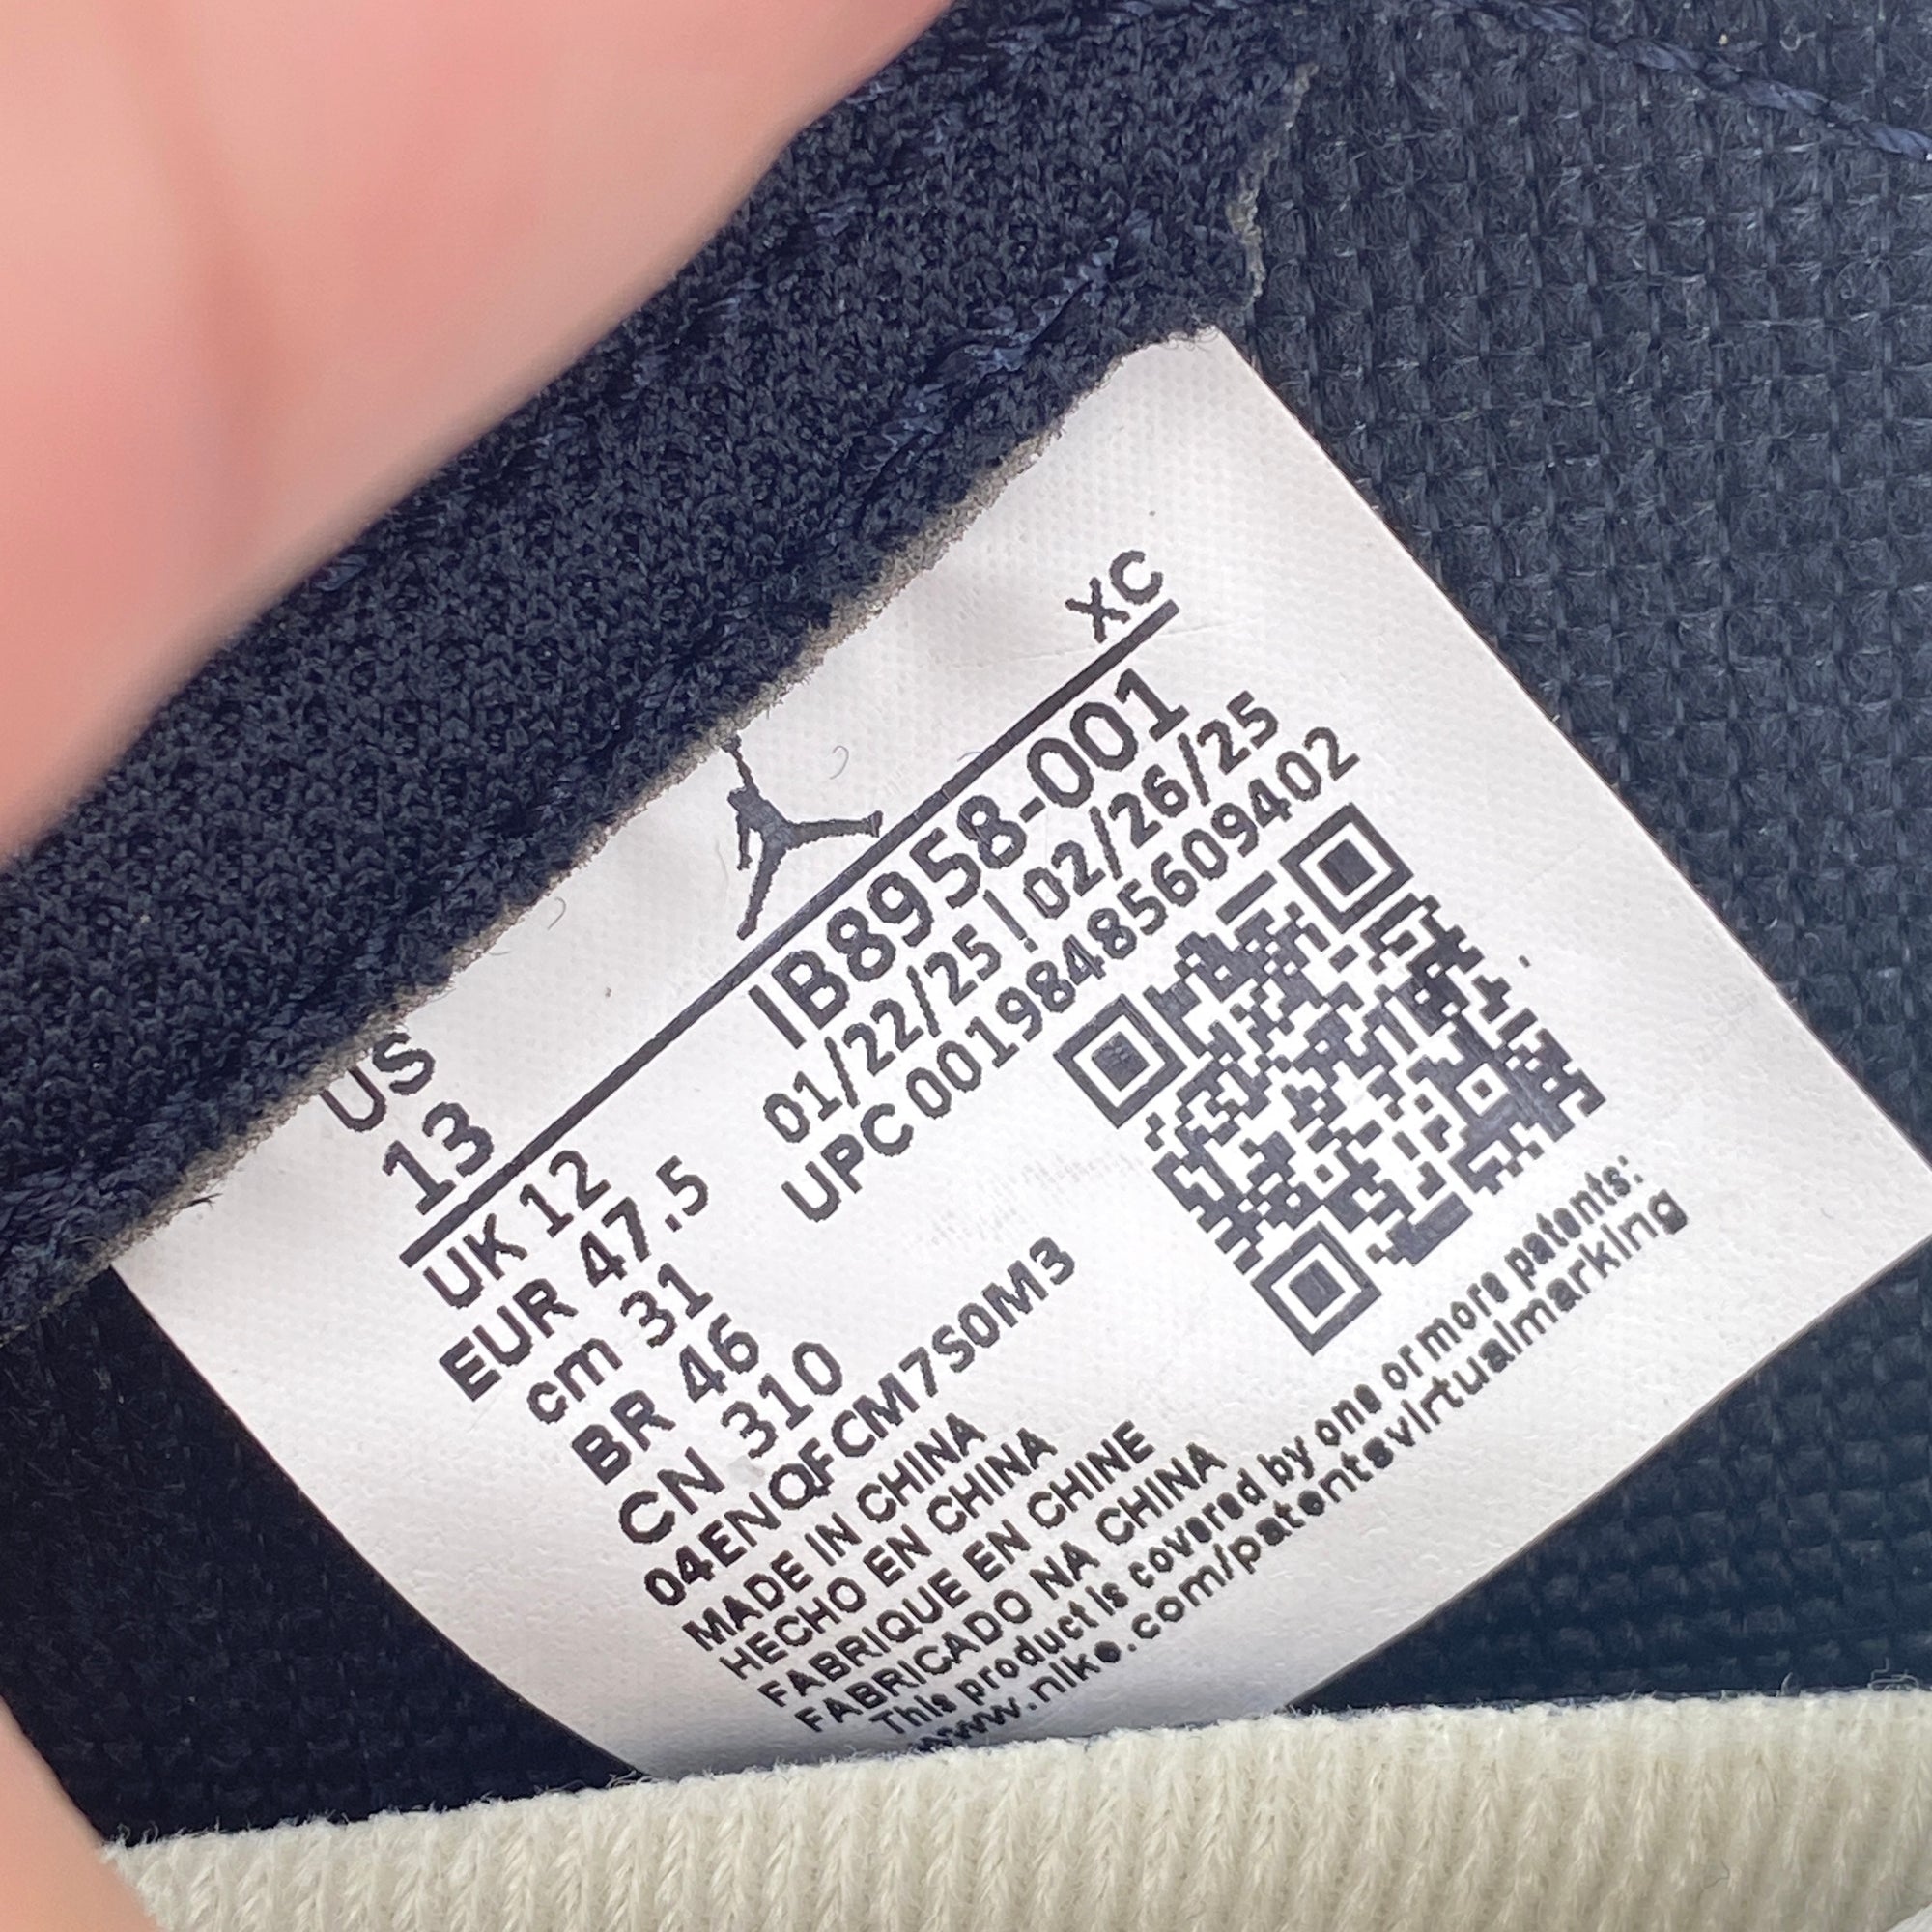 XC
US
13
IB8958-001
01/22/25 | 02/26/25
UPC 00198485609402
UK 12
EUR 47.5
cm 31
BR 46
CN 310
04ENQFCM7S0M3
MADE IN CHINA
HECHO EN CHINA
FABRIQUE EN CHINE
FABRICADO NA CHINA
This product is covered by one or more patents:
www.nike.com/patentsvirtualmarking